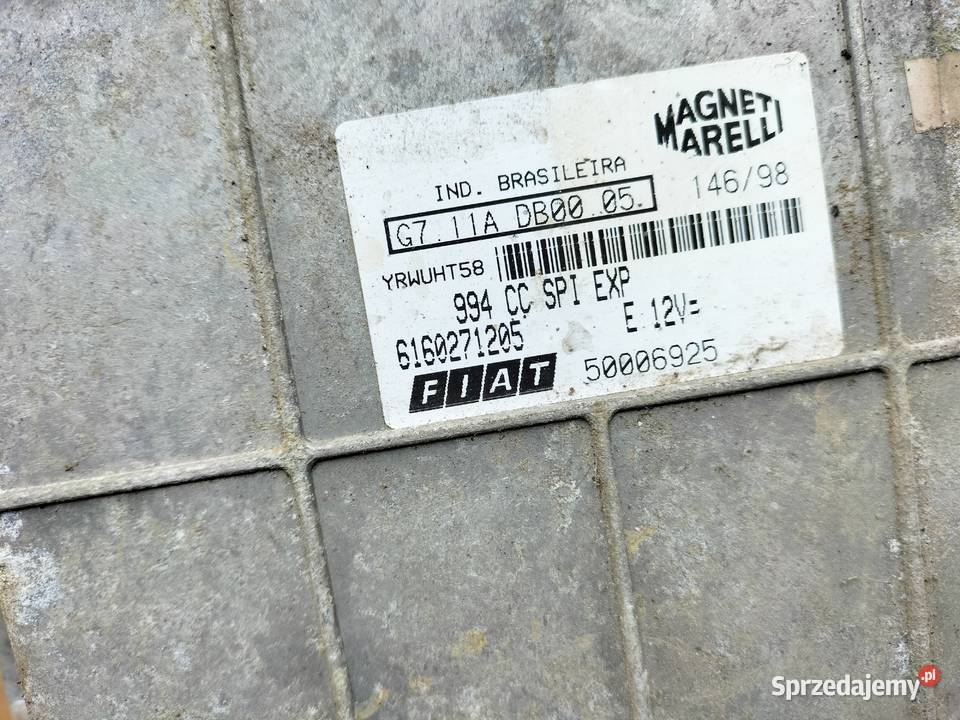 MAGNETI
MARELLI
IND. BRASILEIRA
G7.11A DB00.05. 146/98
YRWUHT58
994 CC SPI EXP
6160271205 E 12V=
FIAT 50006925
Sprzedajemy.pl